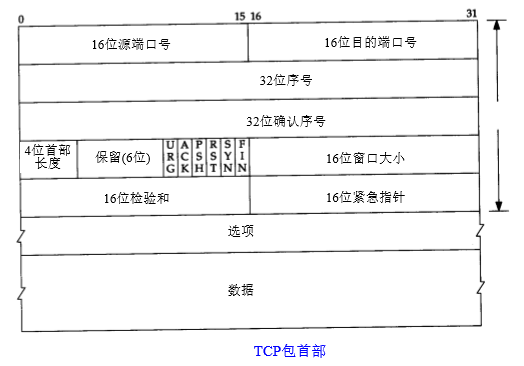 0 15 16 31
16位源端口号 16位目的端口号
32位序号
32位确认序号
4位首部长度 保留(6位) URG ACK PSH RST SYN FIN 16位窗口大小
16位检验和 16位紧急指针
选项
数据
TCP包首部